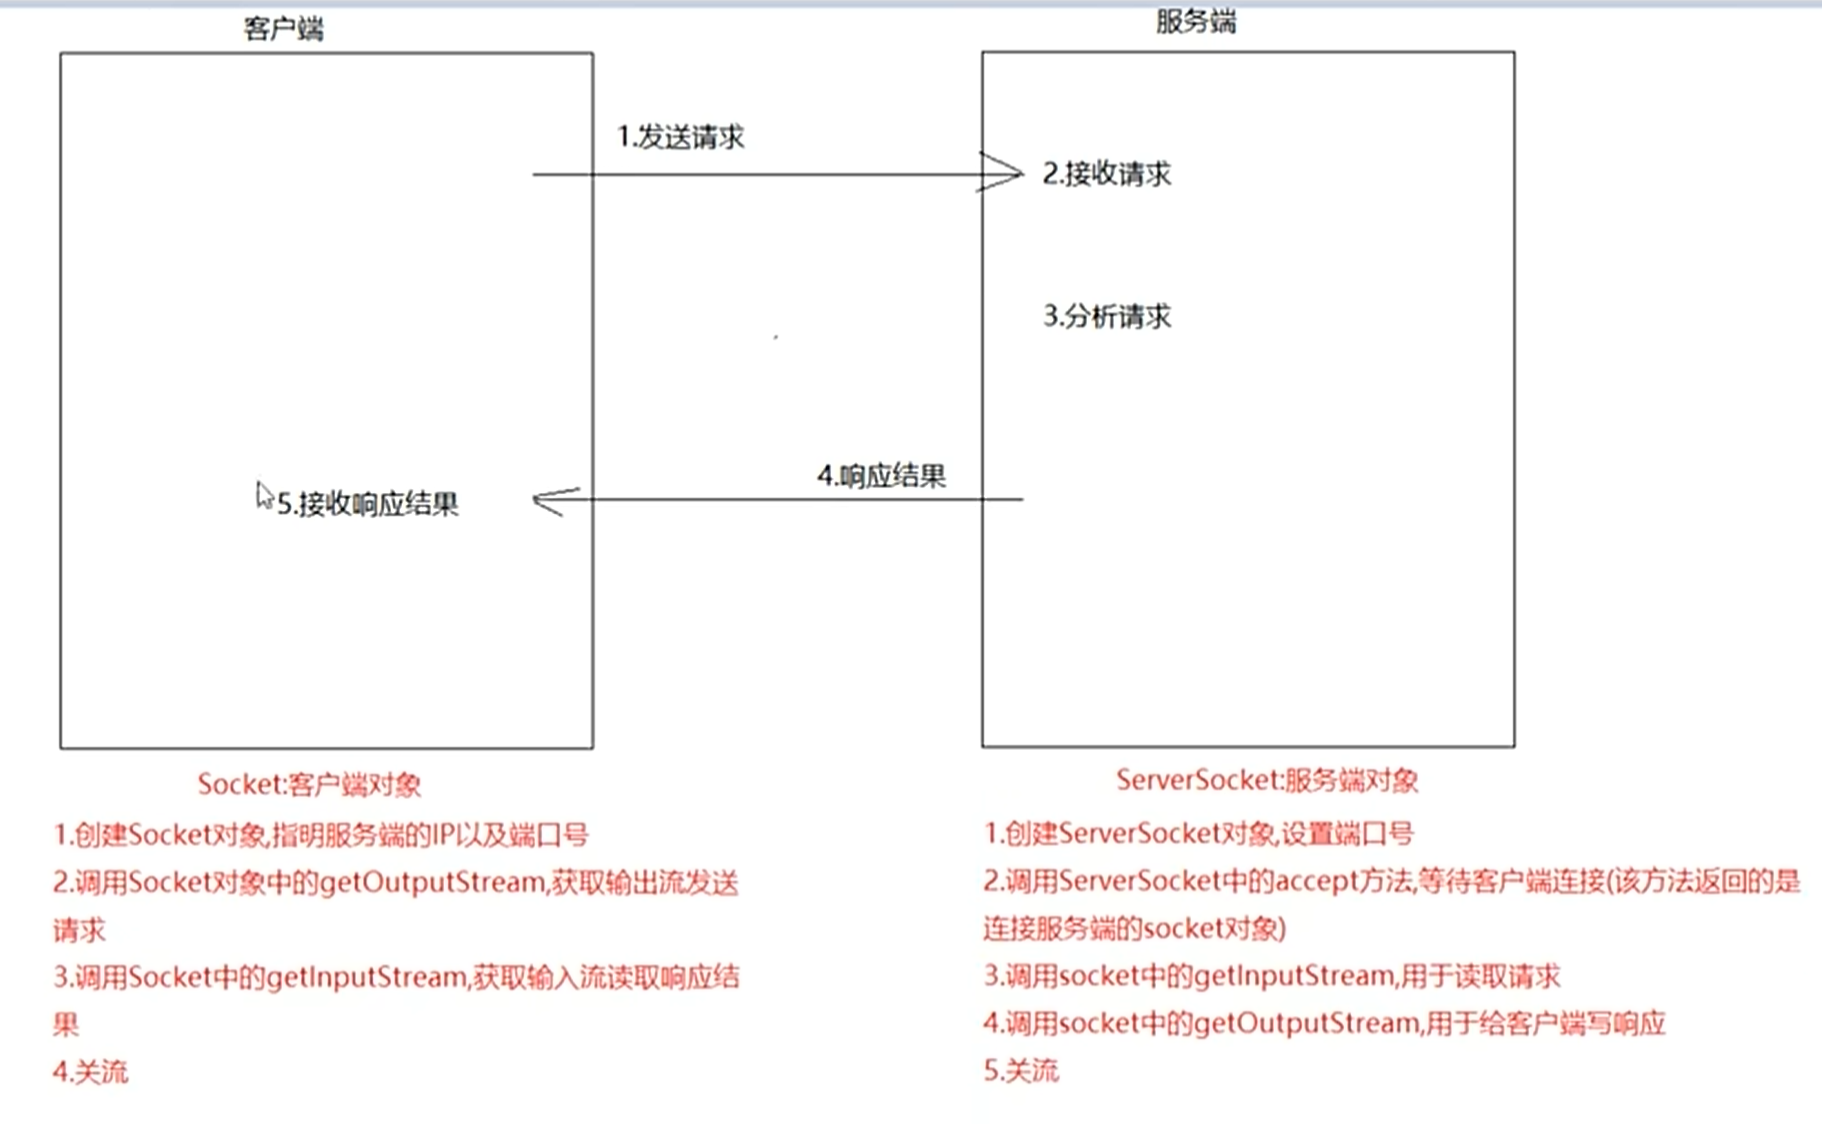 客户端
服务端
1.发送请求
2.接收请求
3.分析请求
4.响应结果
5.接收响应结果
Socket:客户端对象
1.创建Socket对象,指明服务端的IP以及端口号
2.调用Socket对象中的getOutputStream,获取输出流发送
请求
3.调用Socket中的getInputStream,获取输入流读取响应结
果
4.关流
ServerSocket:服务端对象
1.创建ServerSocket对象,设置端口号
2.调用ServerSocket中的accept方法,等待客户端连接(该方法返回的是
连接服务端的socket对象)
3.调用socket中的getInputStream,用于读取请求
4.调用socket中的getOutputStream,用于给客户端写响应
5.关流